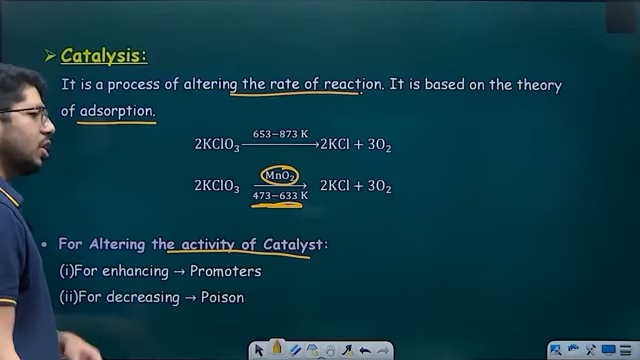 ➢ Catalysis:
It is a process of altering the rate of reaction. It is based on the theory
of adsorption.
653–873 K
2KClO₃ ⟶ 2KCl + 3O₂
MnO₂
2KClO₃ ⟶ 2KCl + 3O₂
473–633 K
• For Altering the activity of Catalyst:
(i)For enhancing → Promoters
(ii)For decreasing → Poison